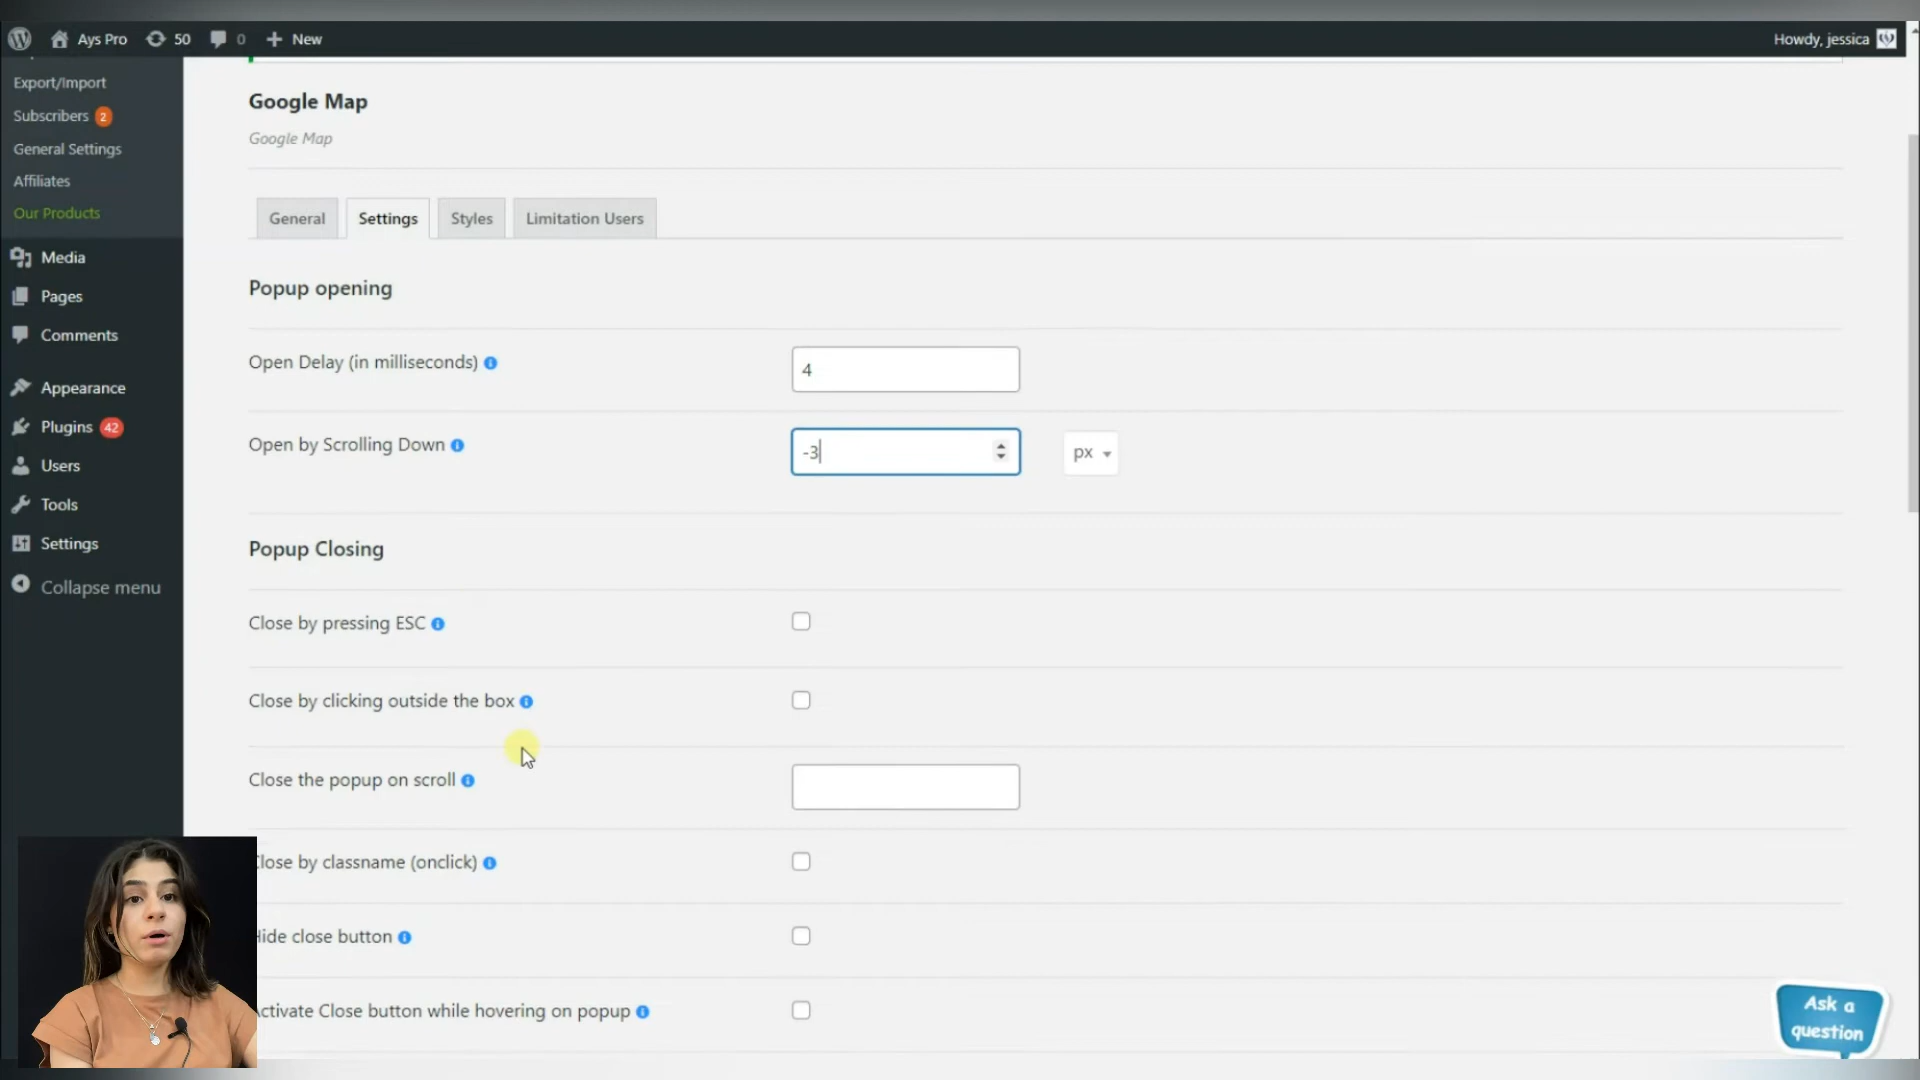 Ays Pro 50 0 New Howdy, jessica
Export/Import
Subscribers 2
General Settings
Affiliates
Our Products
Media
Pages
Comments
Appearance
Plugins 42
Users
Tools
Settings
Collapse menu
Google Map
Google Map
General Settings Styles Limitation Users
Popup opening
Open Delay (in milliseconds) 4
Open by Scrolling Down -3 px
Popup Closing
Close by pressing ESC
Close by clicking outside the box
Close the popup on scroll
lose by classname (onclick)
Hide close button
ctivate Close button while hovering on popup
Ask a
question